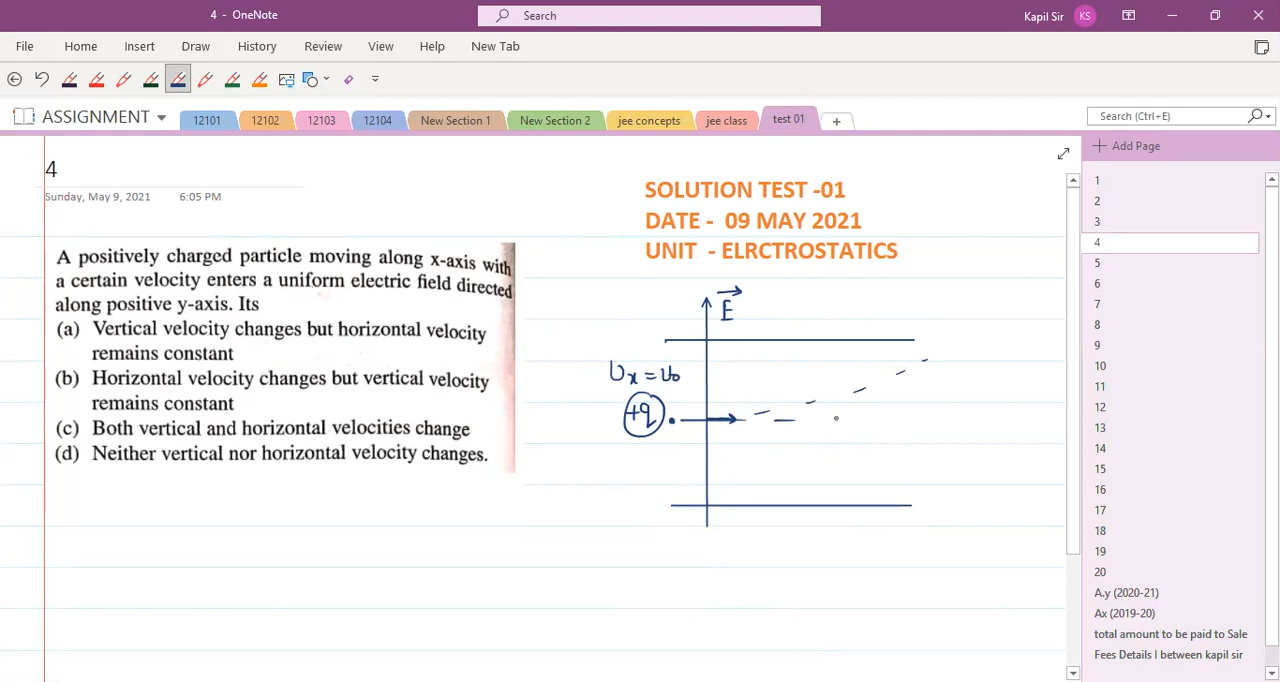 4 - OneNote
Search
Kapil Sir
KS
File
Home
Insert
Draw
History
Review
View
Help
New Tab
ASSIGNMENT
12101
12102
12103
12104
New Section 1
New Section 2
jee concepts
jee class
test 01
Search (Ctrl+E)
Add Page
4
Sunday, May 9, 2021
6:05 PM
SOLUTION TEST -01
DATE - 09 MAY 2021
UNIT - ELRCTROSTATICS
A positively charged particle moving along x-axis with
a certain velocity enters a uniform electric field directed
along positive y-axis. Its
(a) Vertical velocity changes but horizontal velocity
remains constant
(b) Horizontal velocity changes but vertical velocity
remains constant
(c) Both vertical and horizontal velocities change
(d) Neither vertical nor horizontal velocity changes.
E
Ux = U0
+q
1
2
3
4
5
6
7
8
9
10
11
12
13
14
15
16
17
18
19
20
A.y (2020-21)
Ax (2019-20)
total amount to be paid to Sale
Fees Details l between kapil sir